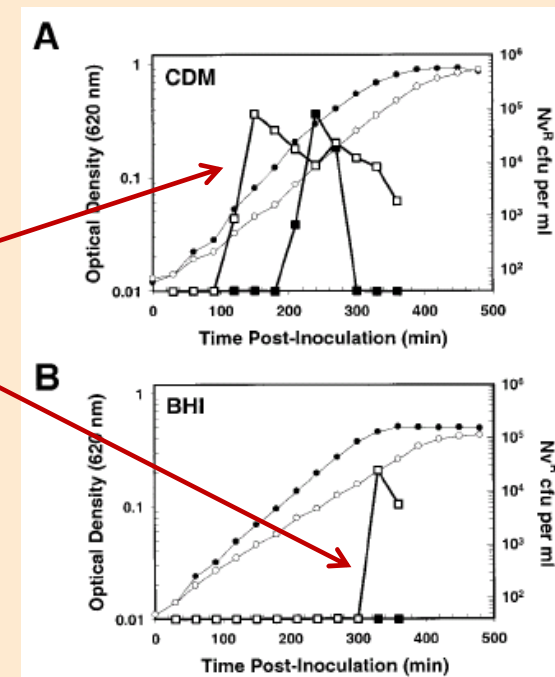 A
CDM
1
0.1
0.01
Optical Density (620 nm)
10⁶
10⁵
10⁴
10³
10²
Nvᴿ cfu per ml
0 100 200 300 400 500
Time Post-Inoculation (min)
B
BHI
1
0.1
0.01
Optical Density (620 nm)
10⁶
10⁵
10⁴
10³
10²
Nvᴿ cfu per ml
0 100 200 300 400 500
Time Post-Inoculation (min)